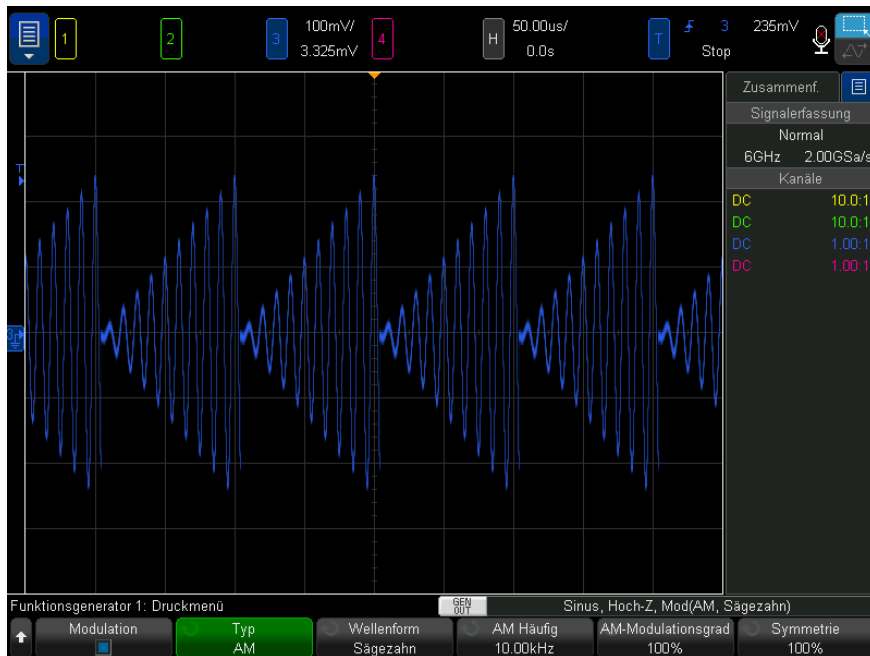 1 2 3 100mV/ 3.325mV 4 H 50.00us/ 0.0s T 3 235mV Stop
Zusammenf.
Signalerfassung
Normal
6GHz 2.00GSa/s
Kanäle
DC 10.0:1
DC 10.0:1
DC 1.00:1
DC 1.00:1
T
3
Funktionsgenerator 1: Druckmenü GEN OUT Sinus, Hoch-Z, Mod(AM, Sägezahn)
Modulation Typ Wellenform AM Häufig AM-Modulationsgrad Symmetrie
AM Sägezahn 10.00kHz 100% 100%